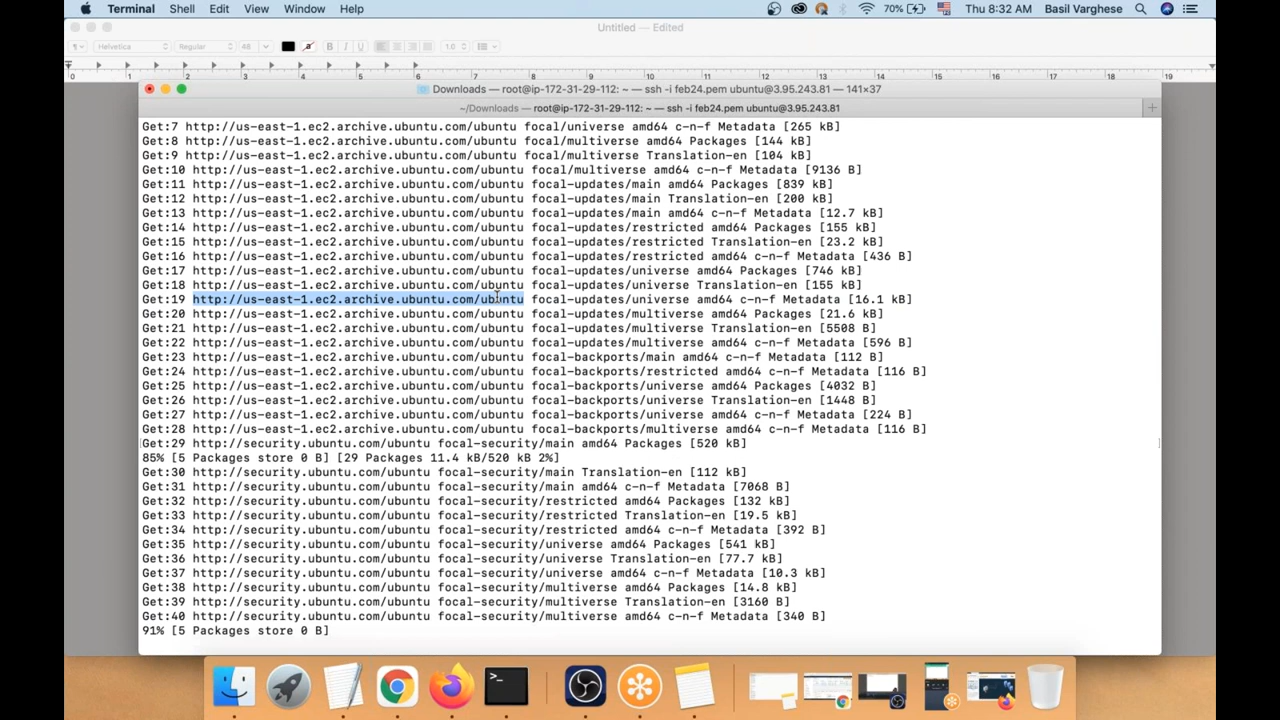 Terminal Shell Edit View Window Help 70% Thu 8:32 AM Basil Varghese
Untitled — Edited
Helvetica Regular 48 B I U 1.0
0 1 2 3 4 5 6 7 8 9 10 11 12 13 14 15 16 17 18 19
Downloads — root@ip-172-31-29-112: ~ — ssh -i feb24.pem ubuntu@3.95.243.81 — 141×37
~/Downloads — root@ip-172-31-29-112: ~ — ssh -i feb24.pem ubuntu@3.95.243.81 +
Get:7 http://us-east-1.ec2.archive.ubuntu.com/ubuntu focal/universe amd64 c-n-f Metadata [265 kB]
Get:8 http://us-east-1.ec2.archive.ubuntu.com/ubuntu focal/multiverse amd64 Packages [144 kB]
Get:9 http://us-east-1.ec2.archive.ubuntu.com/ubuntu focal/multiverse Translation-en [104 kB]
Get:10 http://us-east-1.ec2.archive.ubuntu.com/ubuntu focal/multiverse amd64 c-n-f Metadata [9136 B]
Get:11 http://us-east-1.ec2.archive.ubuntu.com/ubuntu focal-updates/main amd64 Packages [839 kB]
Get:12 http://us-east-1.ec2.archive.ubuntu.com/ubuntu focal-updates/main Translation-en [200 kB]
Get:13 http://us-east-1.ec2.archive.ubuntu.com/ubuntu focal-updates/main amd64 c-n-f Metadata [12.7 kB]
Get:14 http://us-east-1.ec2.archive.ubuntu.com/ubuntu focal-updates/restricted amd64 Packages [155 kB]
Get:15 http://us-east-1.ec2.archive.ubuntu.com/ubuntu focal-updates/restricted Translation-en [23.2 kB]
Get:16 http://us-east-1.ec2.archive.ubuntu.com/ubuntu focal-updates/restricted amd64 c-n-f Metadata [436 B]
Get:17 http://us-east-1.ec2.archive.ubuntu.com/ubuntu focal-updates/universe amd64 Packages [746 kB]
Get:18 http://us-east-1.ec2.archive.ubuntu.com/ubuntu focal-updates/universe Translation-en [155 kB]
Get:19 http://us-east-1.ec2.archive.ubuntu.com/ubuntu focal-updates/universe amd64 c-n-f Metadata [16.1 kB]
Get:20 http://us-east-1.ec2.archive.ubuntu.com/ubuntu focal-updates/multiverse amd64 Packages [21.6 kB]
Get:21 http://us-east-1.ec2.archive.ubuntu.com/ubuntu focal-updates/multiverse Translation-en [5508 B]
Get:22 http://us-east-1.ec2.archive.ubuntu.com/ubuntu focal-updates/multiverse amd64 c-n-f Metadata [596 B]
Get:23 http://us-east-1.ec2.archive.ubuntu.com/ubuntu focal-backports/main amd64 c-n-f Metadata [112 B]
Get:24 http://us-east-1.ec2.archive.ubuntu.com/ubuntu focal-backports/restricted amd64 c-n-f Metadata [116 B]
Get:25 http://us-east-1.ec2.archive.ubuntu.com/ubuntu focal-backports/universe amd64 Packages [4032 B]
Get:26 http://us-east-1.ec2.archive.ubuntu.com/ubuntu focal-backports/universe Translation-en [1448 B]
Get:27 http://us-east-1.ec2.archive.ubuntu.com/ubuntu focal-backports/universe amd64 c-n-f Metadata [224 B]
Get:28 http://us-east-1.ec2.archive.ubuntu.com/ubuntu focal-backports/multiverse amd64 c-n-f Metadata [116 B]
Get:29 http://security.ubuntu.com/ubuntu focal-security/main amd64 Packages [520 kB]
85% [5 Packages store 0 B] [29 Packages 11.4 kB/520 kB 2%]
Get:30 http://security.ubuntu.com/ubuntu focal-security/main Translation-en [112 kB]
Get:31 http://security.ubuntu.com/ubuntu focal-security/main amd64 c-n-f Metadata [7068 B]
Get:32 http://security.ubuntu.com/ubuntu focal-security/restricted amd64 Packages [132 kB]
Get:33 http://security.ubuntu.com/ubuntu focal-security/restricted Translation-en [19.5 kB]
Get:34 http://security.ubuntu.com/ubuntu focal-security/restricted amd64 c-n-f Metadata [392 B]
Get:35 http://security.ubuntu.com/ubuntu focal-security/universe amd64 Packages [541 kB]
Get:36 http://security.ubuntu.com/ubuntu focal-security/universe Translation-en [77.7 kB]
Get:37 http://security.ubuntu.com/ubuntu focal-security/universe amd64 c-n-f Metadata [10.3 kB]
Get:38 http://security.ubuntu.com/ubuntu focal-security/multiverse amd64 Packages [14.8 kB]
Get:39 http://security.ubuntu.com/ubuntu focal-security/multiverse Translation-en [3160 B]
Get:40 http://security.ubuntu.com/ubuntu focal-security/multiverse amd64 c-n-f Metadata [340 B]
91% [5 Packages store 0 B]